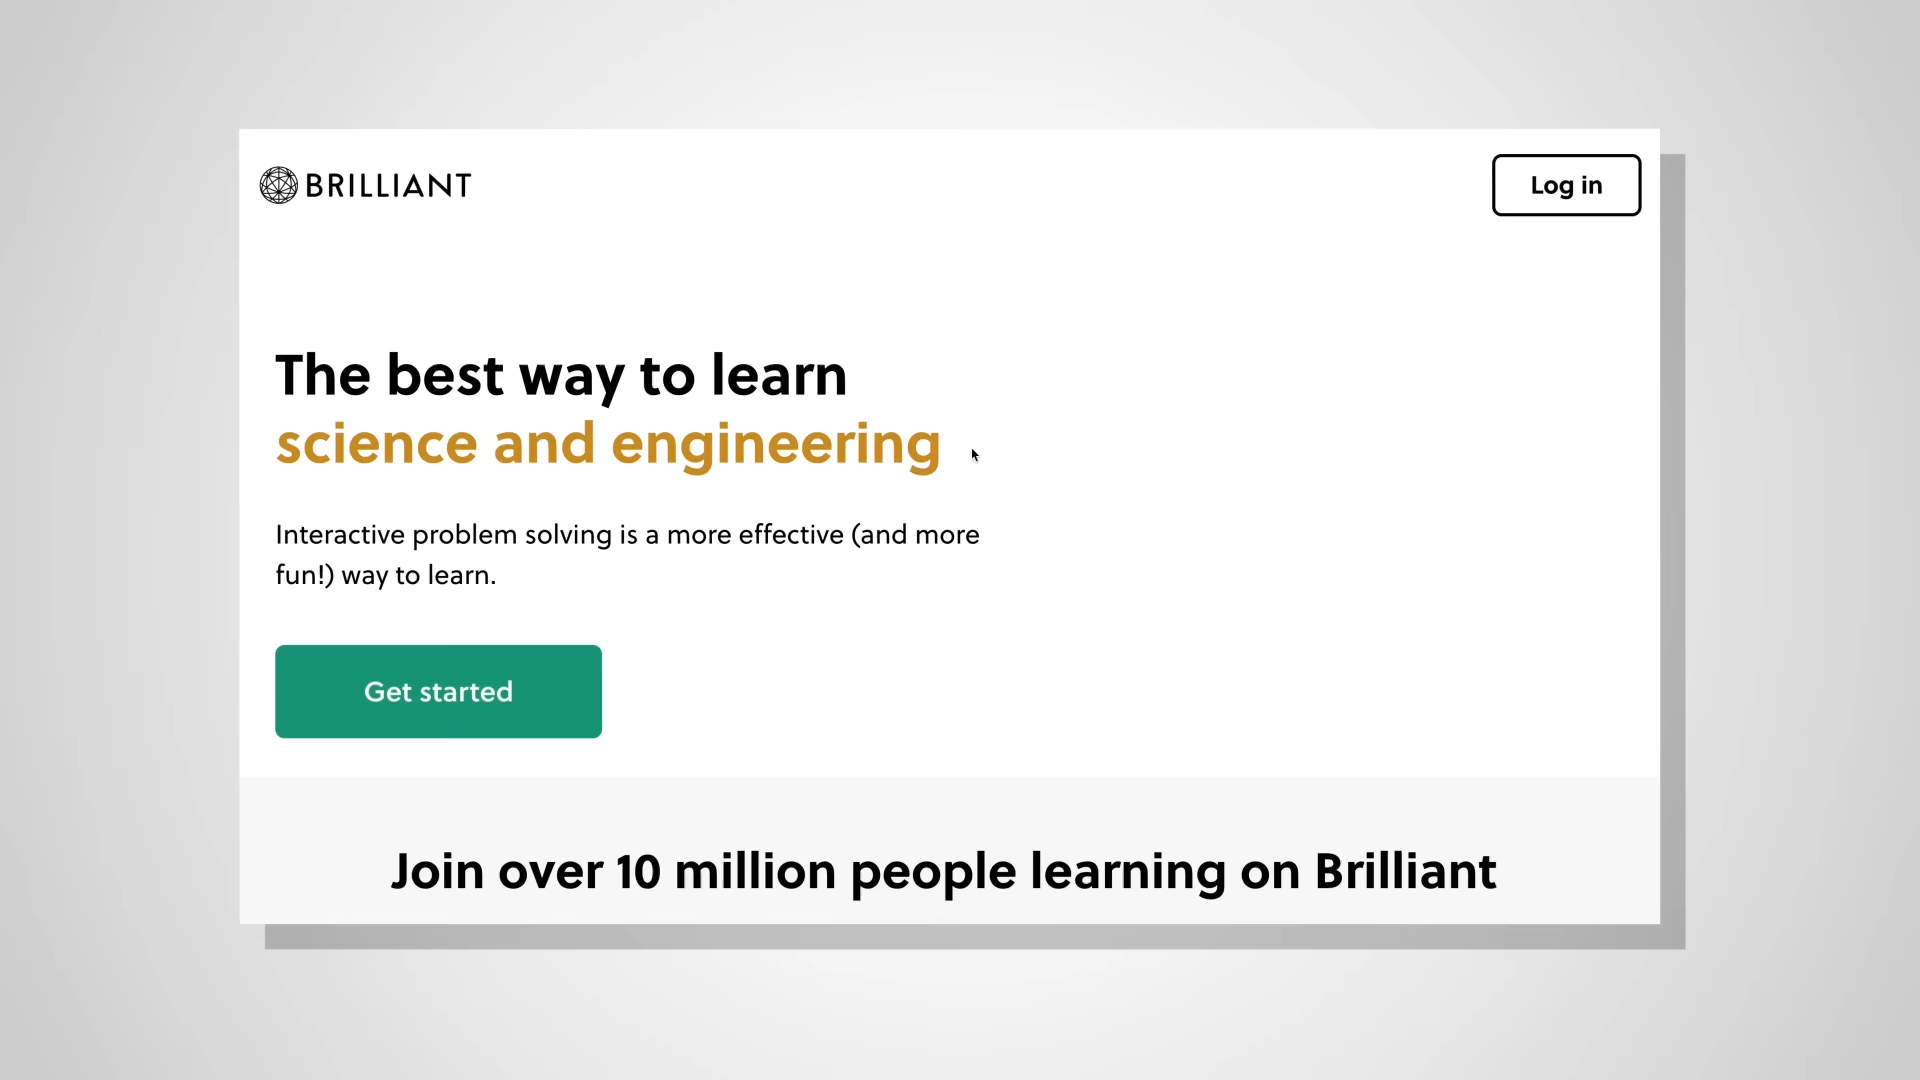 BRILLIANT
Log in
The best way to learn
science and engineering
Interactive problem solving is a more effective (and more
fun!) way to learn.
Get started
Join over 10 million people learning on Brilliant